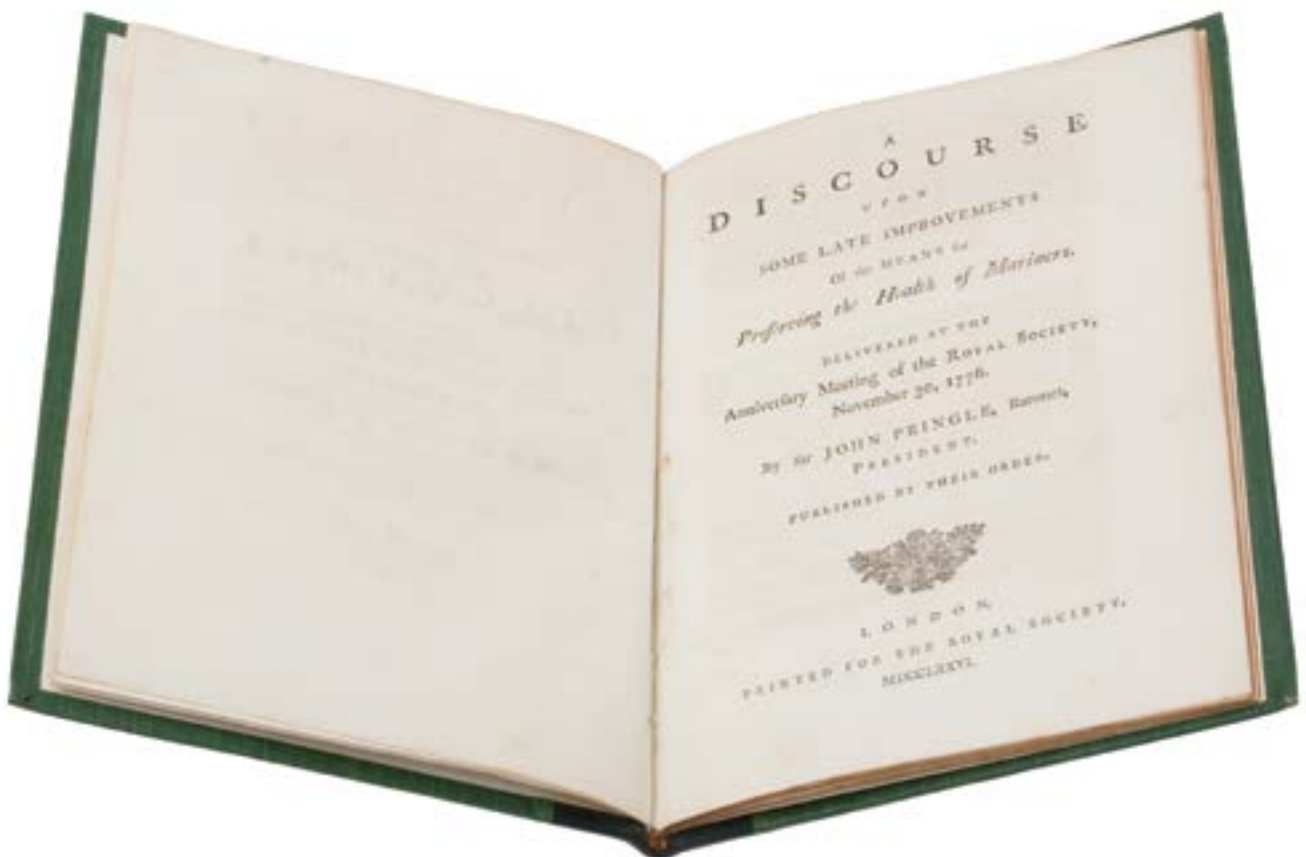 A
DISCOURSE
UPON
SOME LATE IMPROVEMENTS
Of the MEANS for
Preserving the Health of Mariners.
DELIVERED AT THE
Anniversary Meeting of the ROYAL SOCIETY,
November 30, 1776.
By Sir JOHN PRINGLE, Baronet,
PRESIDENT.
PUBLISHED BY THEIR ORDER.
LONDON,
PRINTED FOR THE ROYAL SOCIETY,
MDCCLXXVI.